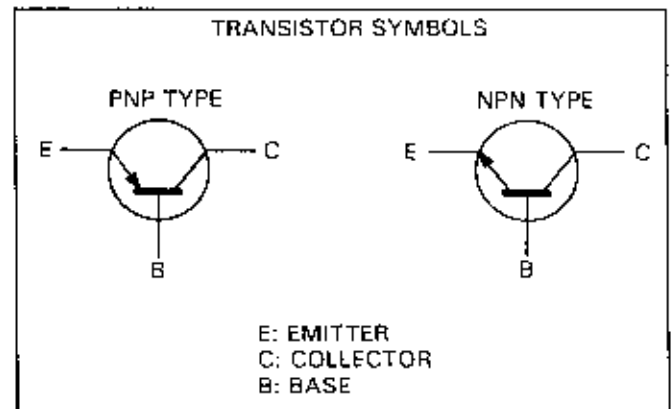 TRANSISTOR SYMBOLS
PNP TYPE
NPN TYPE
E
C
E
C
B
B
E: EMITTER
C: COLLECTOR
B: BASE